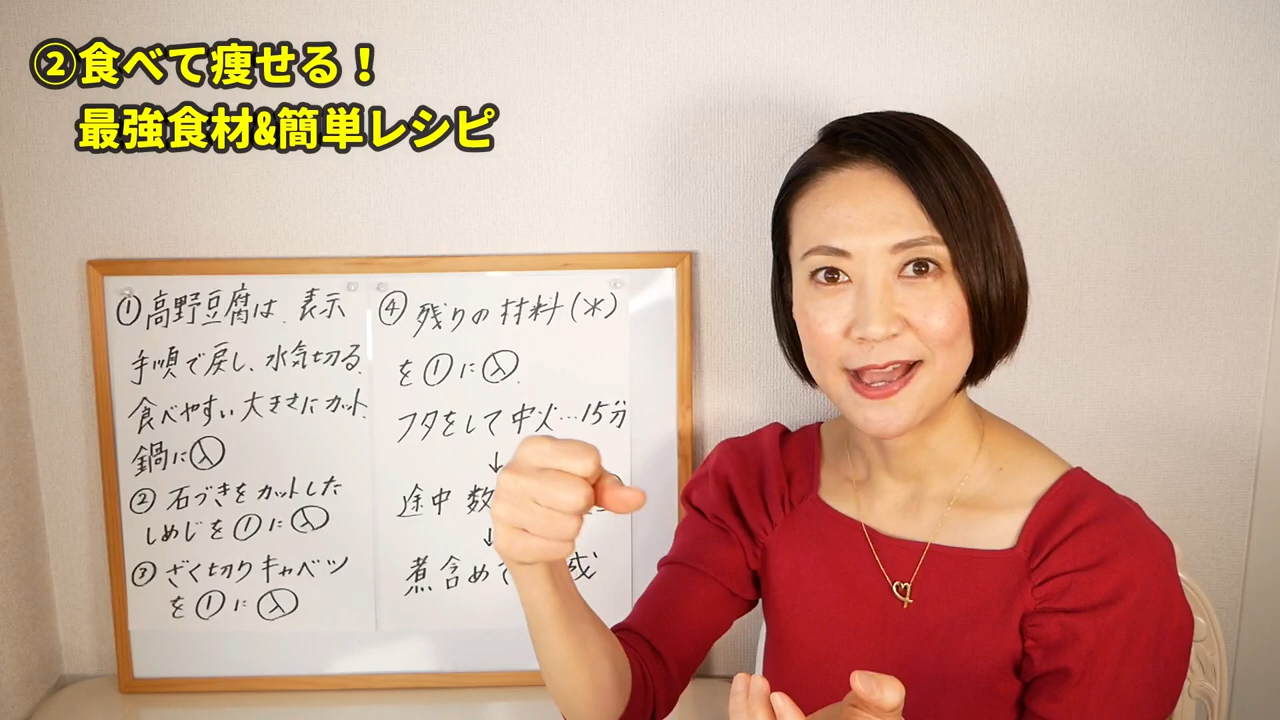 ②食べて痩せる！
最強食材&簡単レシピ
①高野豆腐は、表示
手順で戻し、水気切る。
食べやすい大きさにカット。
鍋に入
②石づきをカットした
しめじを①に入
③ざく切りキャベツ
を①に入
④残りの材料(*)
を①に入。
フタをして中火…15分
↓
途中 数
↓
煮含めて 成